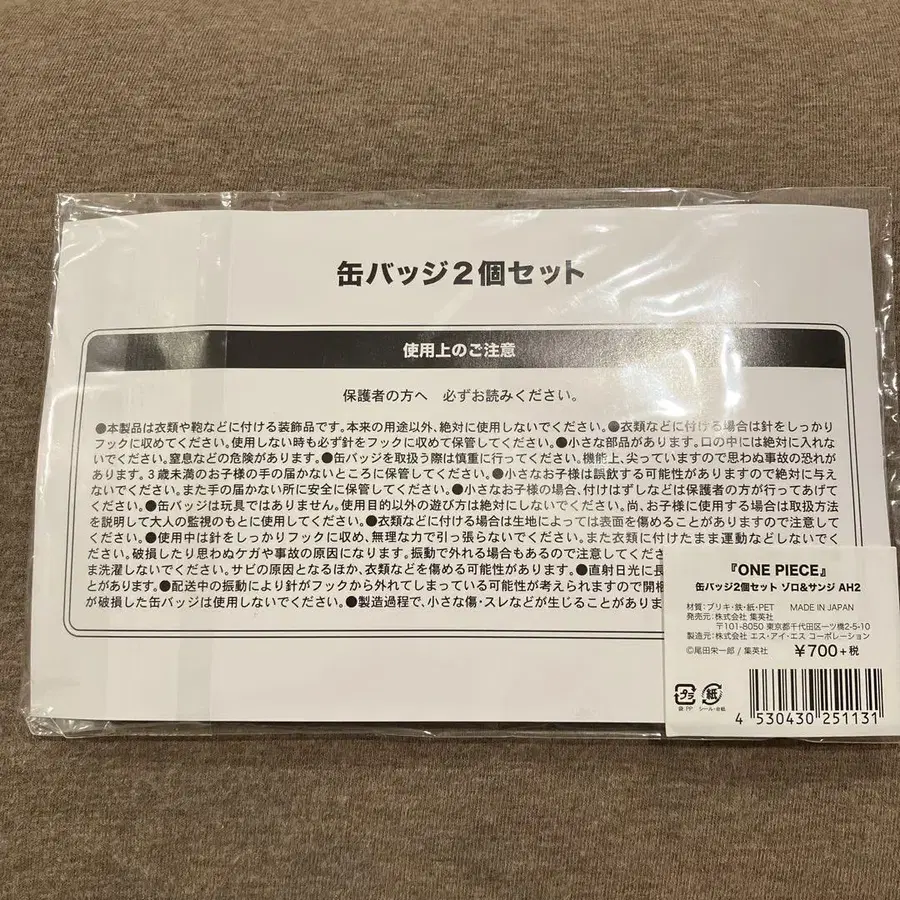 缶バッジ2個セット
使用上のご注意
保護者の方へ 必ずお読みください。
●本製品は衣類や鞄などに付ける装飾品です。本来の用途以外、絶対に使用しないでください。●衣類などに付ける場合は針をしっかり
フックに収めてください。使用しない時も必ず針をフックに収めて保管してください。●小さな部品があります。口の中には絶対に入れな
いでください。窒息などの危険があります。●缶バッジを取扱う際は慎重に行ってください。機能上、尖っていますので思わぬ事故の恐れが
あります。3歳未満のお子様の手の届かないところに保管してください。●小さなお子様は誤飲する可能性がありますので絶対に与え
ないでください。また手の届かない所に安全に保管してください。●小さなお子様の場合、付けはずしなどは保護者の方が行ってあげて
ください。●缶バッジは玩具ではありません。使用目的以外の遊び方は絶対にしないでください。尚、お子様に使用する場合は取扱方法
を説明して大人の監視のもとに使用してください。●衣類などに付ける場合は生地によっては表面を傷めることがありますので注意して
ください。●使用中は針をしっかりフックに収め、無理な力で引っ張らないでください。また衣類に付けたまま運動などしないでくだ
さい。破損したり思わぬケガや事故の原因になります。振動で外れる場合もあるので注意してくださ
ま洗濯しないでください。サビの原因となるほか、衣類などを傷める可能性があります。●直射日光に長
とがあります。●配送中の振動により針がフックから外れてしまっている可能性が考えられますので開梱
が破損した缶バッジは使用しないでください。●製造過程で、小さな傷・スレなどが生じることがありま
『ONE PIECE』
缶バッジ2個セット ゾロ&サンジ AH2
材質:ブリキ・鉄・紙・PET MADE IN JAPAN
発売元:株式会社 集英社
〒101-8050 東京都千代田区一ツ橋2-5-10
製造元:株式会社 エス・アイ・エス コーポレーション
©尾田栄一郎/集英社 ¥700+税
プラ 紙
袋:PP シール・台紙
4 530430 251131